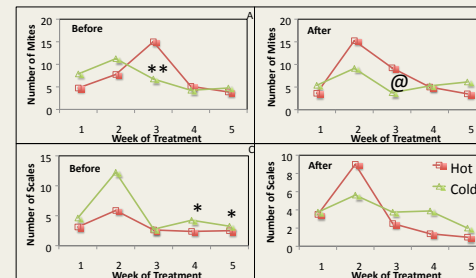 A
Before
Number of Mites
20
15
10
5
0
**
1 2 3 4 5
Week of Treatment
After
Number of Mites
20
15
10
5
0
@
1 2 3 4 5
Week of Treatment
C
Before
Number of Scales
15
10
5
0
* *
1 2 3 4 5
Week of Treatment
After
Number of Scales
10
8
6
4
2
0
Hot
Cold
1 2 3 4 5
Week of Treatment